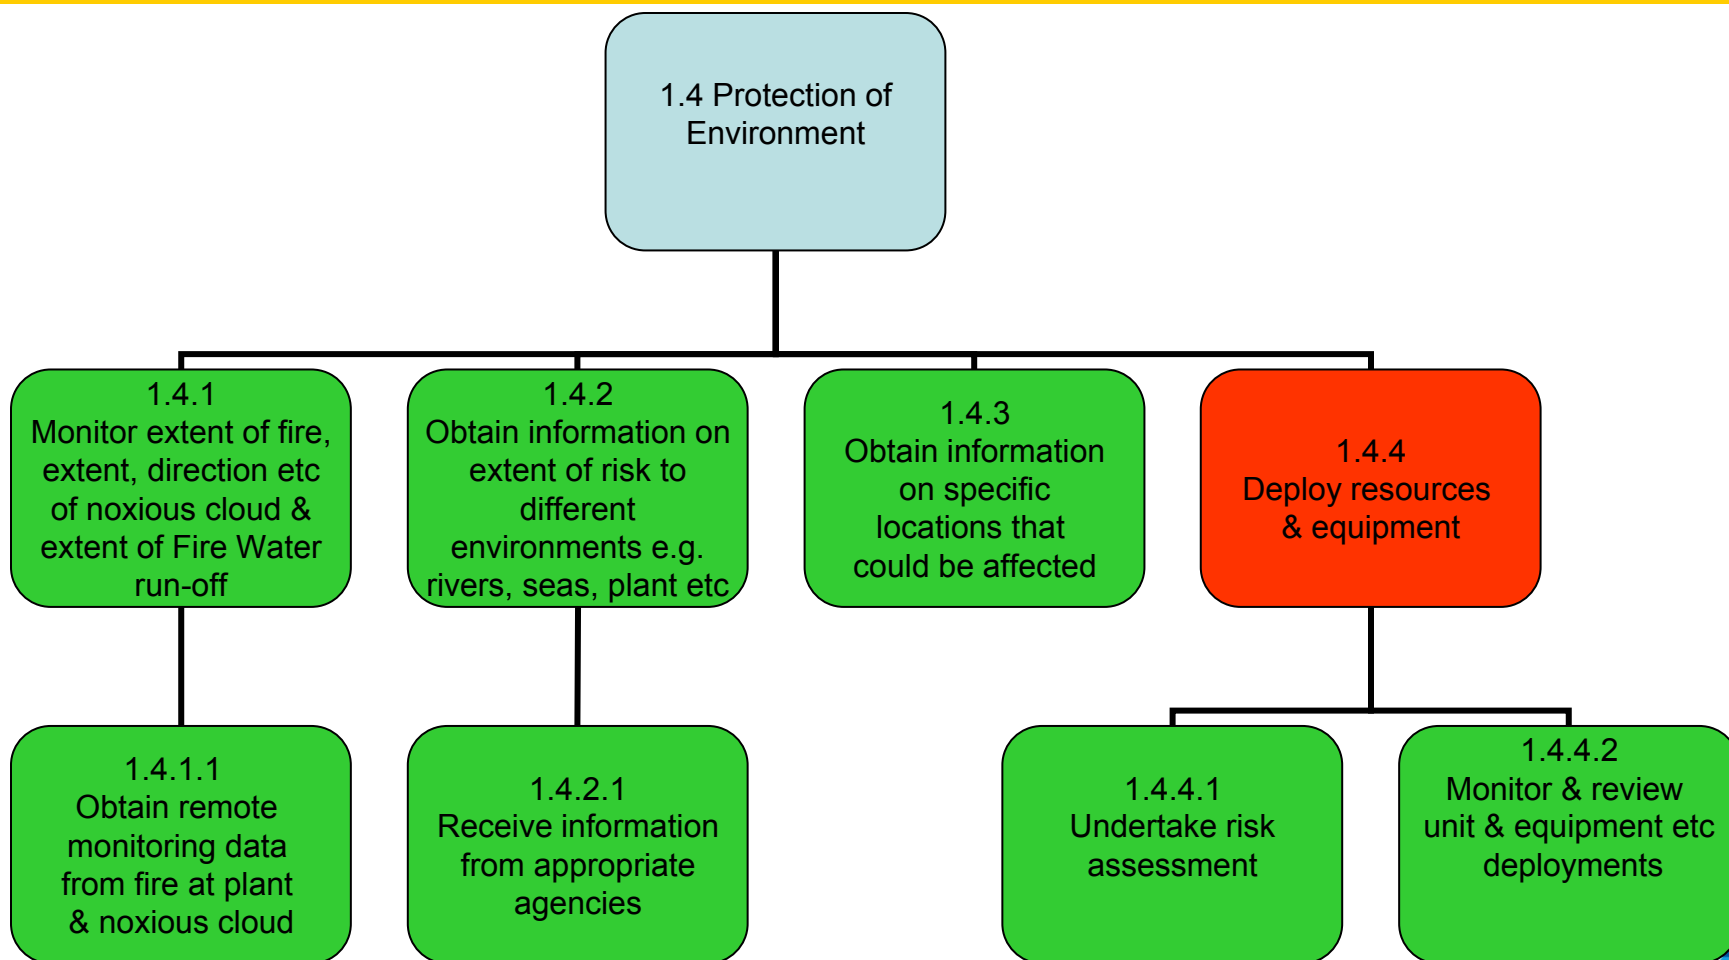 1.4 Protection of
Environment
1.4.1
Monitor extent of fire,
extent, direction etc
of noxious cloud &
extent of Fire Water
run-off
1.4.2
Obtain information on
extent of risk to
different
environments e.g.
rivers, seas, plant etc
1.4.3
Obtain information
on specific
locations that
could be affected
1.4.4
Deploy resources
& equipment
1.4.1.1
Obtain remote
monitoring data
from fire at plant
& noxious cloud
1.4.2.1
Receive information
from appropriate
agencies
1.4.4.1
Undertake risk
assessment
1.4.4.2
Monitor & review
unit & equipment etc
deployments